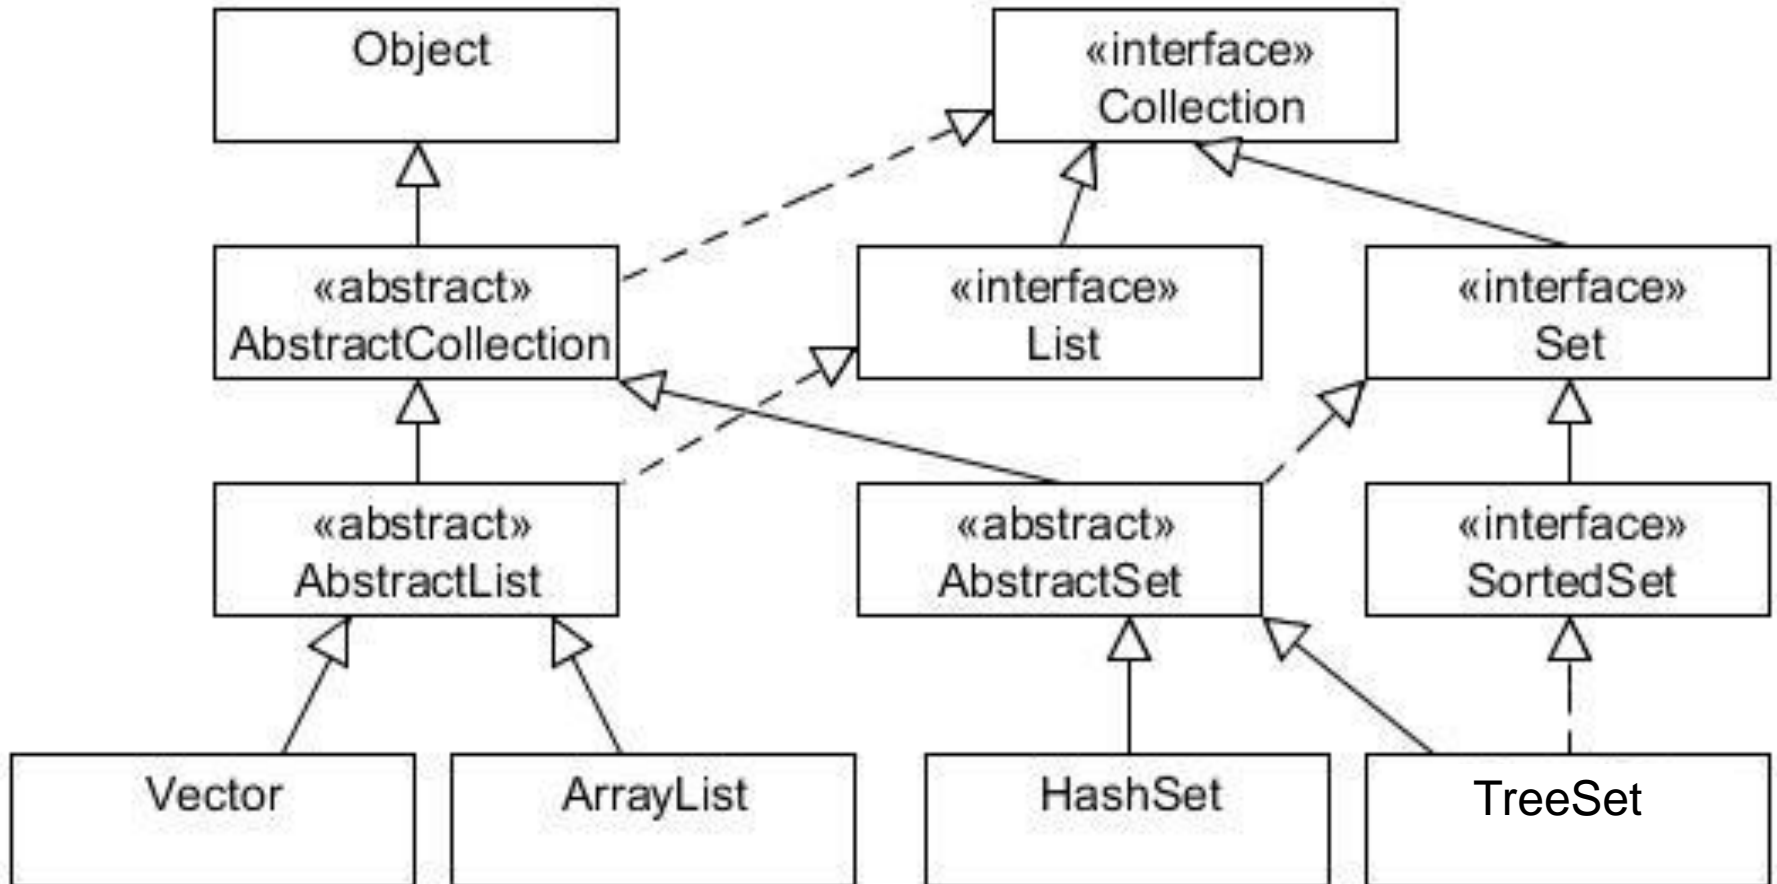 Object
«interface»
Collection
«abstract»
AbstractCollection
«interface»
List
«interface»
Set
«abstract»
AbstractList
«abstract»
AbstractSet
«interface»
SortedSet
Vector
ArrayList
HashSet
TreeSet